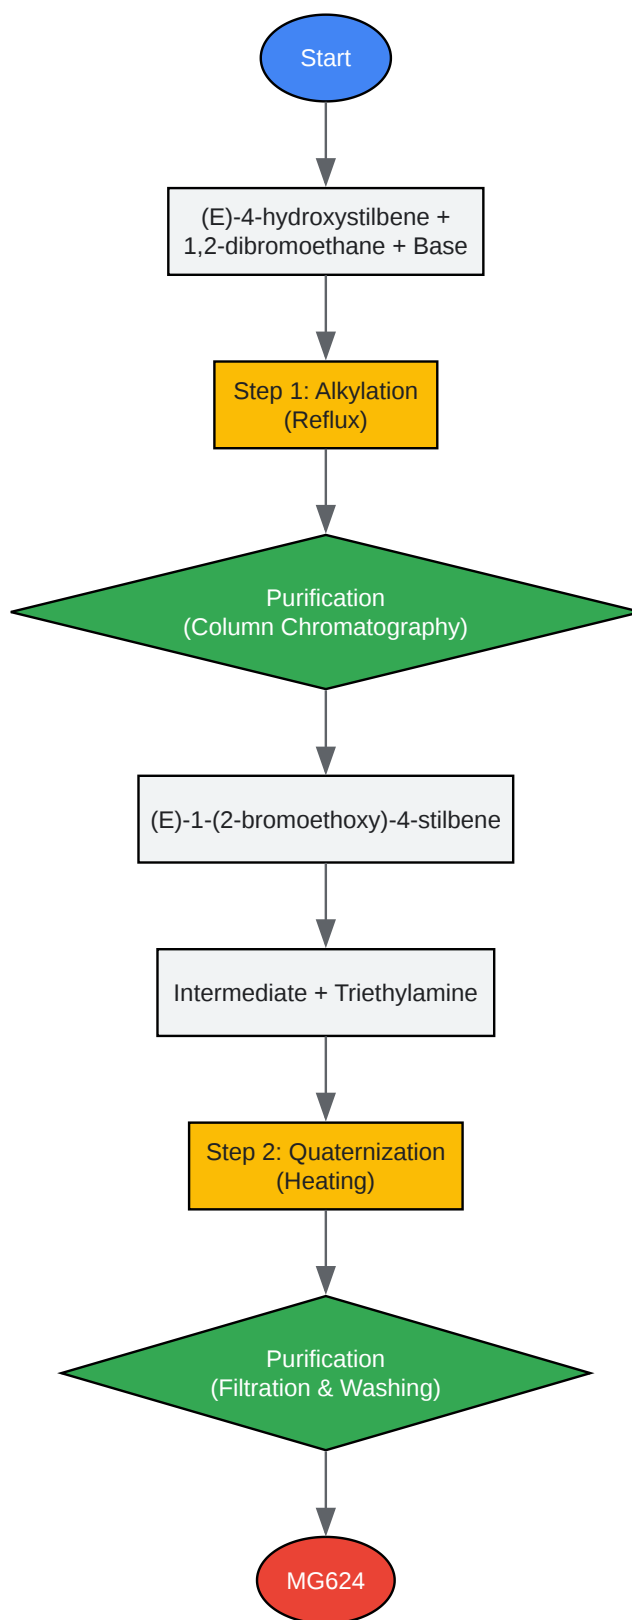 Start
(E)-4-hydroxystilbene +
1,2-dibromoethane + Base
Step 1: Alkylation
(Reflux)
Purification
(Column Chromatography)
(E)-1-(2-bromoethoxy)-4-stilbene
Intermediate + Triethylamine
Step 2: Quaternization
(Heating)
Purification
(Filtration & Washing)
MG624